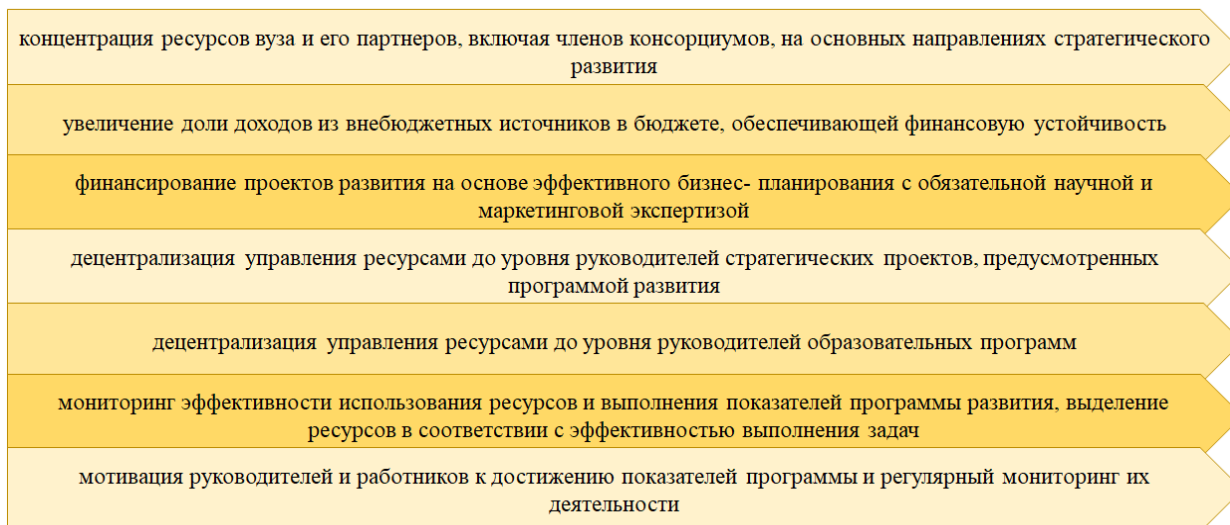 концентрация ресурсов вуза и его партнеров, включая членов консорциумов, на основных направлениях стратегического
развития
увеличение доли доходов из внебюджетных источников в бюджете, обеспечивающей финансовую устойчивость
финансирование проектов развития на основе эффективного бизнес- планирования с обязательной научной и
маркетинговой экспертизой
децентрализация управления ресурсами до уровня руководителей стратегических проектов, предусмотренных
программой развития
децентрализация управления ресурсами до уровня руководителей образовательных программ
мониторинг эффективности использования ресурсов и выполнения показателей программы развития, выделение
ресурсов в соответствии с эффективностью выполнения задач
мотивация руководителей и работников к достижению показателей программы и регулярный мониторинг их
деятельности